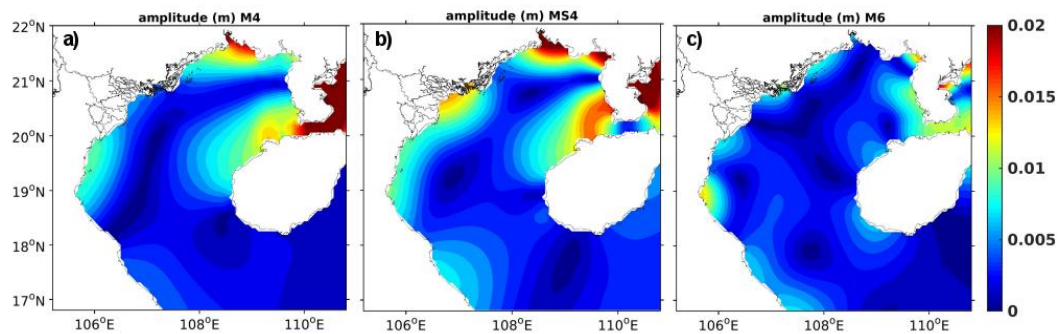 amplitude (m) M4
amplitude (m) MS4
amplitude (m) M6
a)
b)
c)
22°N
21°N
20°N
19°N
18°N
17°N
106°E
108°E
110°E
106°E
108°E
110°E
106°E
108°E
110°E
0.02
0.015
0.01
0.005
0